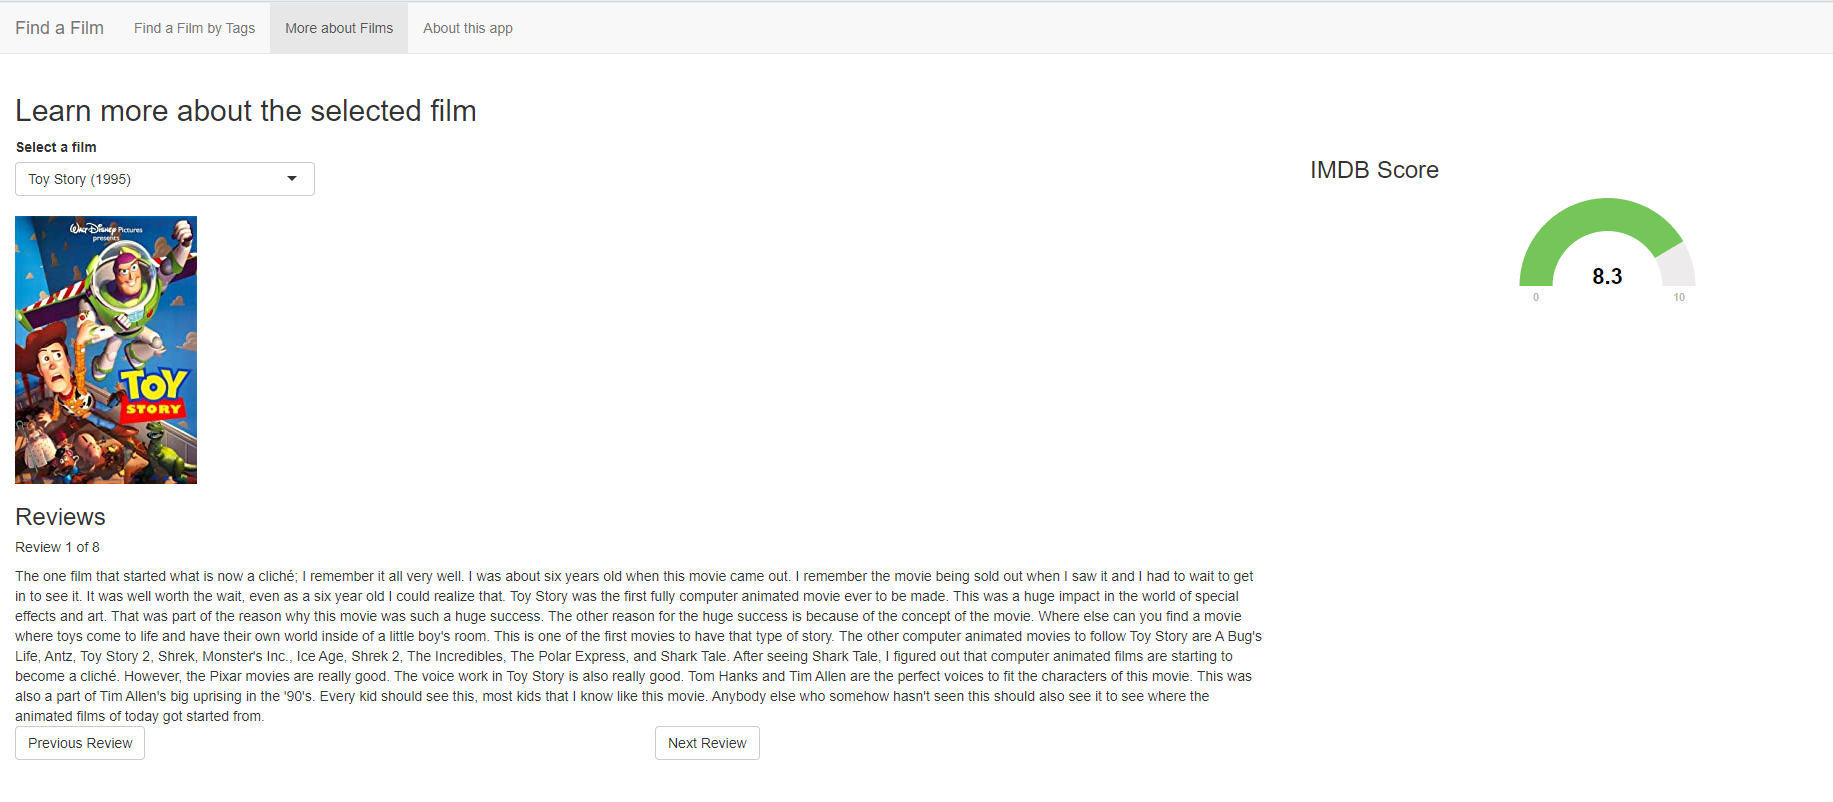 Find a Film
Find a Film by Tags
More about Films
About this app
Learn more about the selected film
Select a film
Toy Story (1995)
IMDB Score
8.3
0
10
Walt Disney Pictures
presents
TOY
STORY
Reviews
Review 1 of 8
The one film that started what is now a cliché; I remember it all very well. I was about six years old when this movie came out. I remember the movie being sold out when I saw it and I had to wait to get
in to see it. It was well worth the wait, even as a six year old I could realize that. Toy Story was the first fully computer animated movie ever to be made. This was a huge impact in the world of special
effects and art. That was part of the reason why this movie was such a huge success. The other reason for the huge success is because of the concept of the movie. Where else can you find a movie
where toys come to life and have their own world inside of a little boy's room. This is one of the first movies to have that type of story. The other computer animated movies to follow Toy Story are A Bug's
Life, Antz, Toy Story 2, Shrek, Monster's Inc., Ice Age, Shrek 2, The Incredibles, The Polar Express, and Shark Tale. After seeing Shark Tale, I figured out that computer animated films are starting to
become a cliché. However, the Pixar movies are really good. The voice work in Toy Story is also really good. Tom Hanks and Tim Allen are the perfect voices to fit the characters of this movie. This was
also a part of Tim Allen's big uprising in the '90's. Every kid should see this, most kids that I know like this movie. Anybody else who somehow hasn't seen this should also see it to see where the
animated films of today got started from.
Previous Review
Next Review